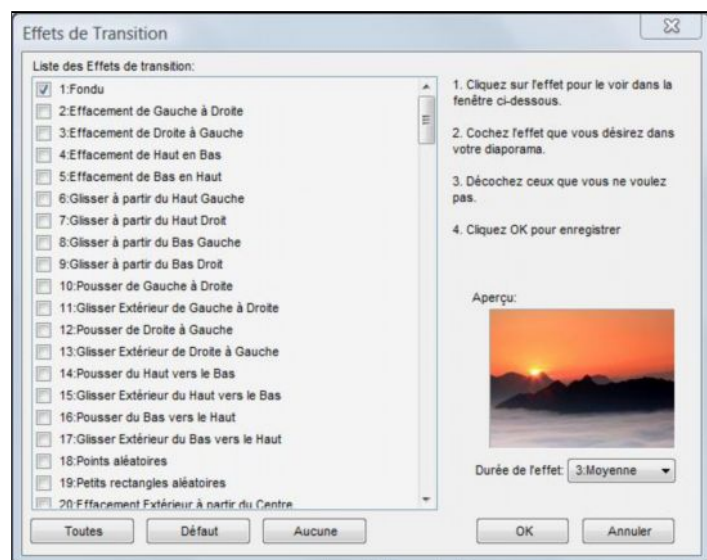 Effets de Transition
Liste des Effets de transition:
1:Fondu
2:Effacement de Gauche à Droite
3:Effacement de Droite à Gauche
4:Effacement de Haut en Bas
5:Effacement de Bas en Haut
6:Glisser à partir du Haut Gauche
7:Glisser à partir du Haut Droit
8:Glisser à partir du Bas Gauche
9:Glisser à partir du Bas Droit
10:Pousser de Gauche à Droite
11:Glisser Extérieur de Gauche à Droite
12:Pousser de Droite à Gauche
13:Glisser Extérieur de Droite à Gauche
14:Pousser du Haut vers le Bas
15:Glisser Extérieur du Haut vers le Bas
16:Pousser du Bas vers le Haut
17:Glisser Extérieur du Bas vers le Haut
18:Points aléatoires
19:Petits rectangles aléatoires
20:Effacement Extérieur à partir du Centre
Toutes
Défaut
Aucune
1. Cliquez sur l'effet pour le voir dans la
fenêtre ci-dessous.
2. Cochez l'effet que vous désirez dans
votre diaporama.
3. Décochez ceux que vous ne voulez
pas.
4. Cliquez OK pour enregistrer
Aperçu:
Durée de l'effet: 3:Moyenne
OK
Annuler